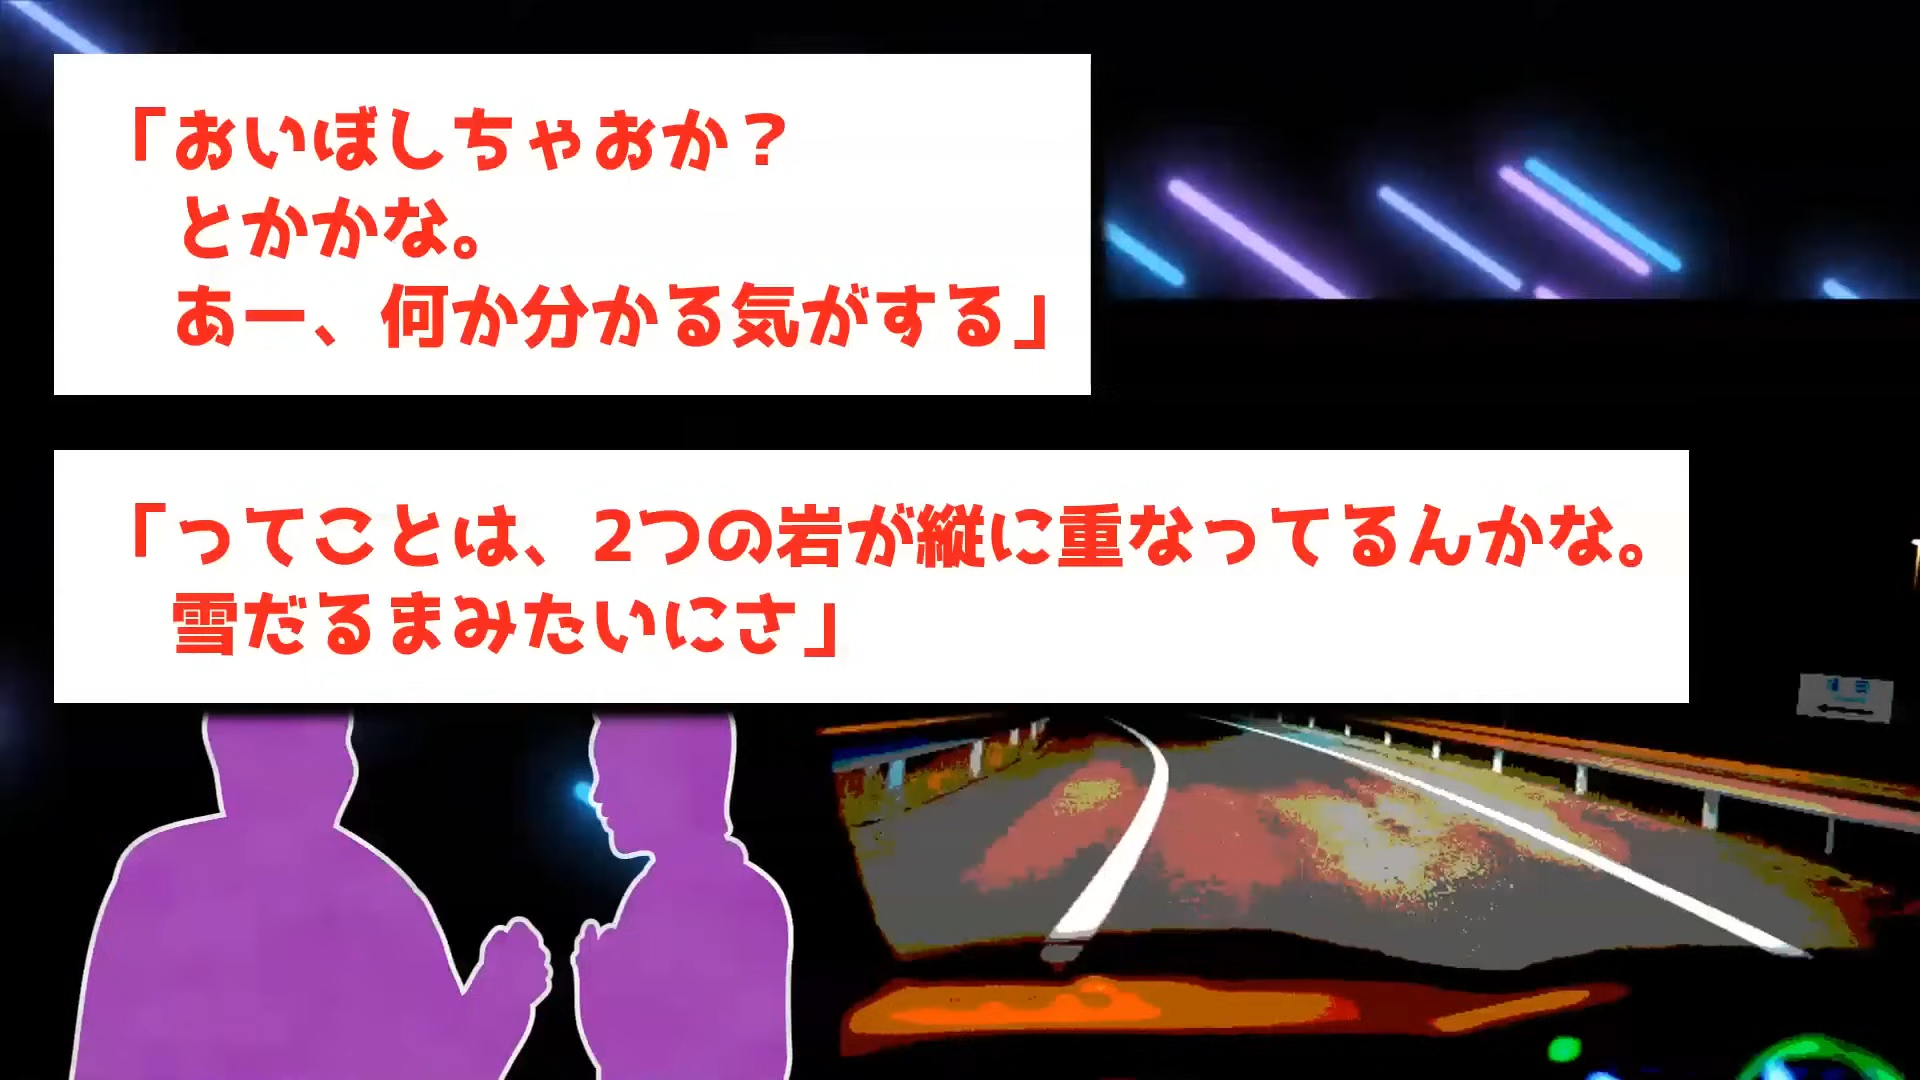 「おいぼしちゃおか？
とかかな。
あー、何か分かる気がする」
「ってことは、2つの岩が縦に重なってるんかな。
雪だるまみたいにさ」